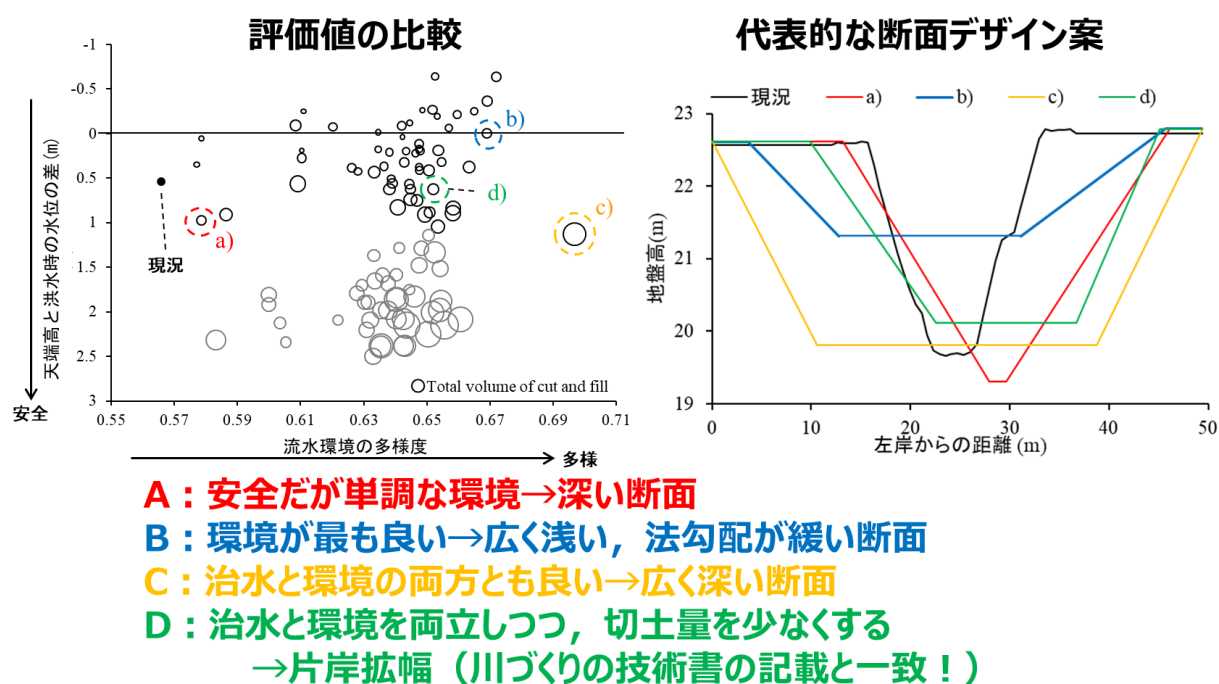 評価値の比較
代表的な断面デザイン案
-1
-0.5
0
0.5
1
1.5
2
2.5
3
天端高と洪水時の水位の差 (m)
安全
b)
d)
c)
a)
現況
Total volume of cut and fill
0.55
0.57
0.59
0.61
0.63
0.65
0.67
0.69
0.71
流水環境の多様度
多様
現況
a)
b)
c)
d)
23
22
21
20
19
地盤高(m)
0
10
20
30
40
50
左岸からの距離 (m)
A：安全だが単調な環境→深い断面
B：環境が最も良い→広く浅い，法勾配が緩い断面
C：治水と環境の両方とも良い→広く深い断面
D：治水と環境を両立しつつ，切土量を少なくする
→片岸拡幅（川づくりの技術書の記載と一致！）